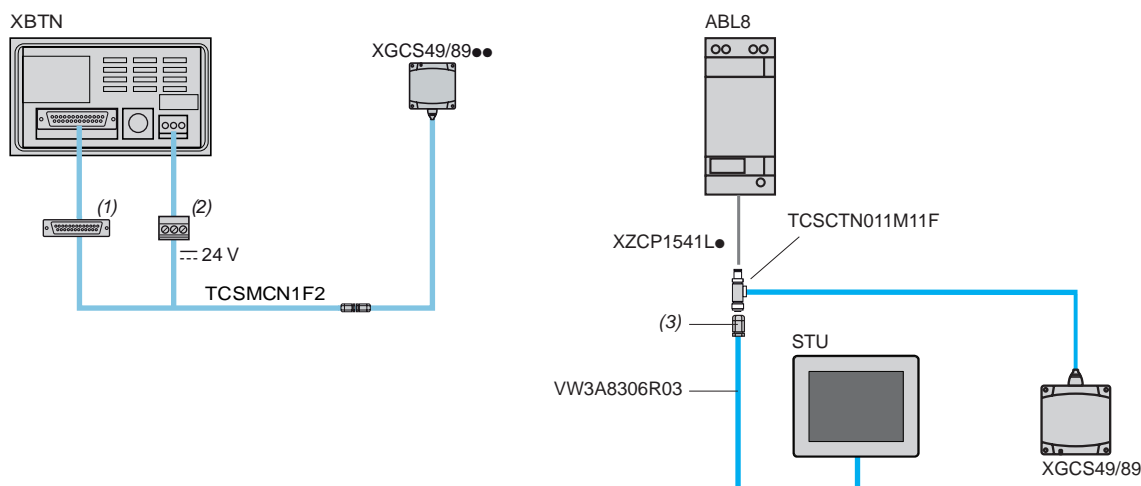 XBTN
XGCS49/89●●
(1)
(2)
24 V
TCSMCN1F2
ABL8
XZCP1541L●
TCSCTN011M11F
(3)
STU
VW3A8306R03
XGCS49/89